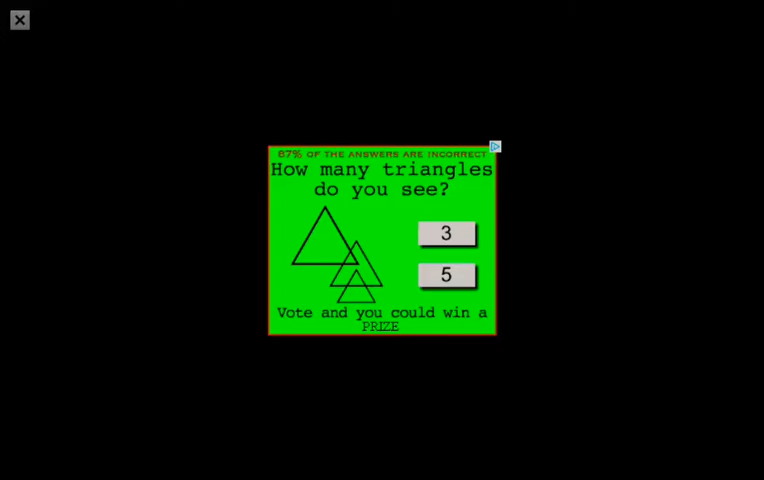 87% OF THE ANSWERS ARE INCORRECT
How many triangles
do you see?
3
5
Vote and you could win a
PRIZE